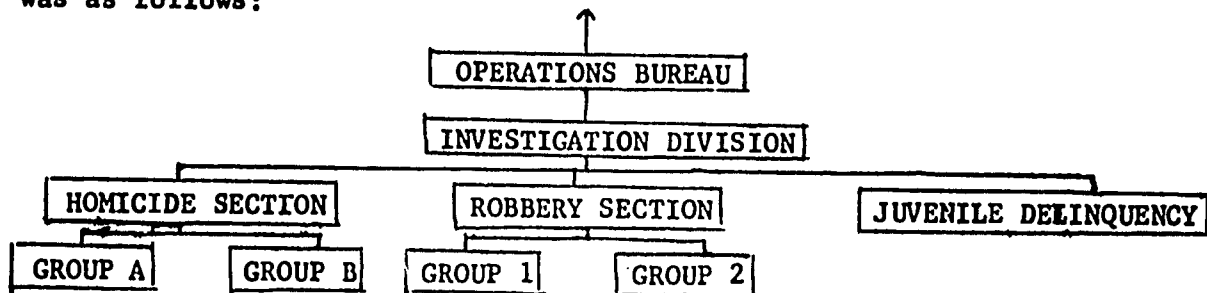 was as follows:
OPERATIONS BUREAU
INVESTIGATION DIVISION
HOMICIDE SECTION ROBBERY SECTION JUVENILE DELINQUENCY
GROUP A GROUP B GROUP 1 GROUP 2